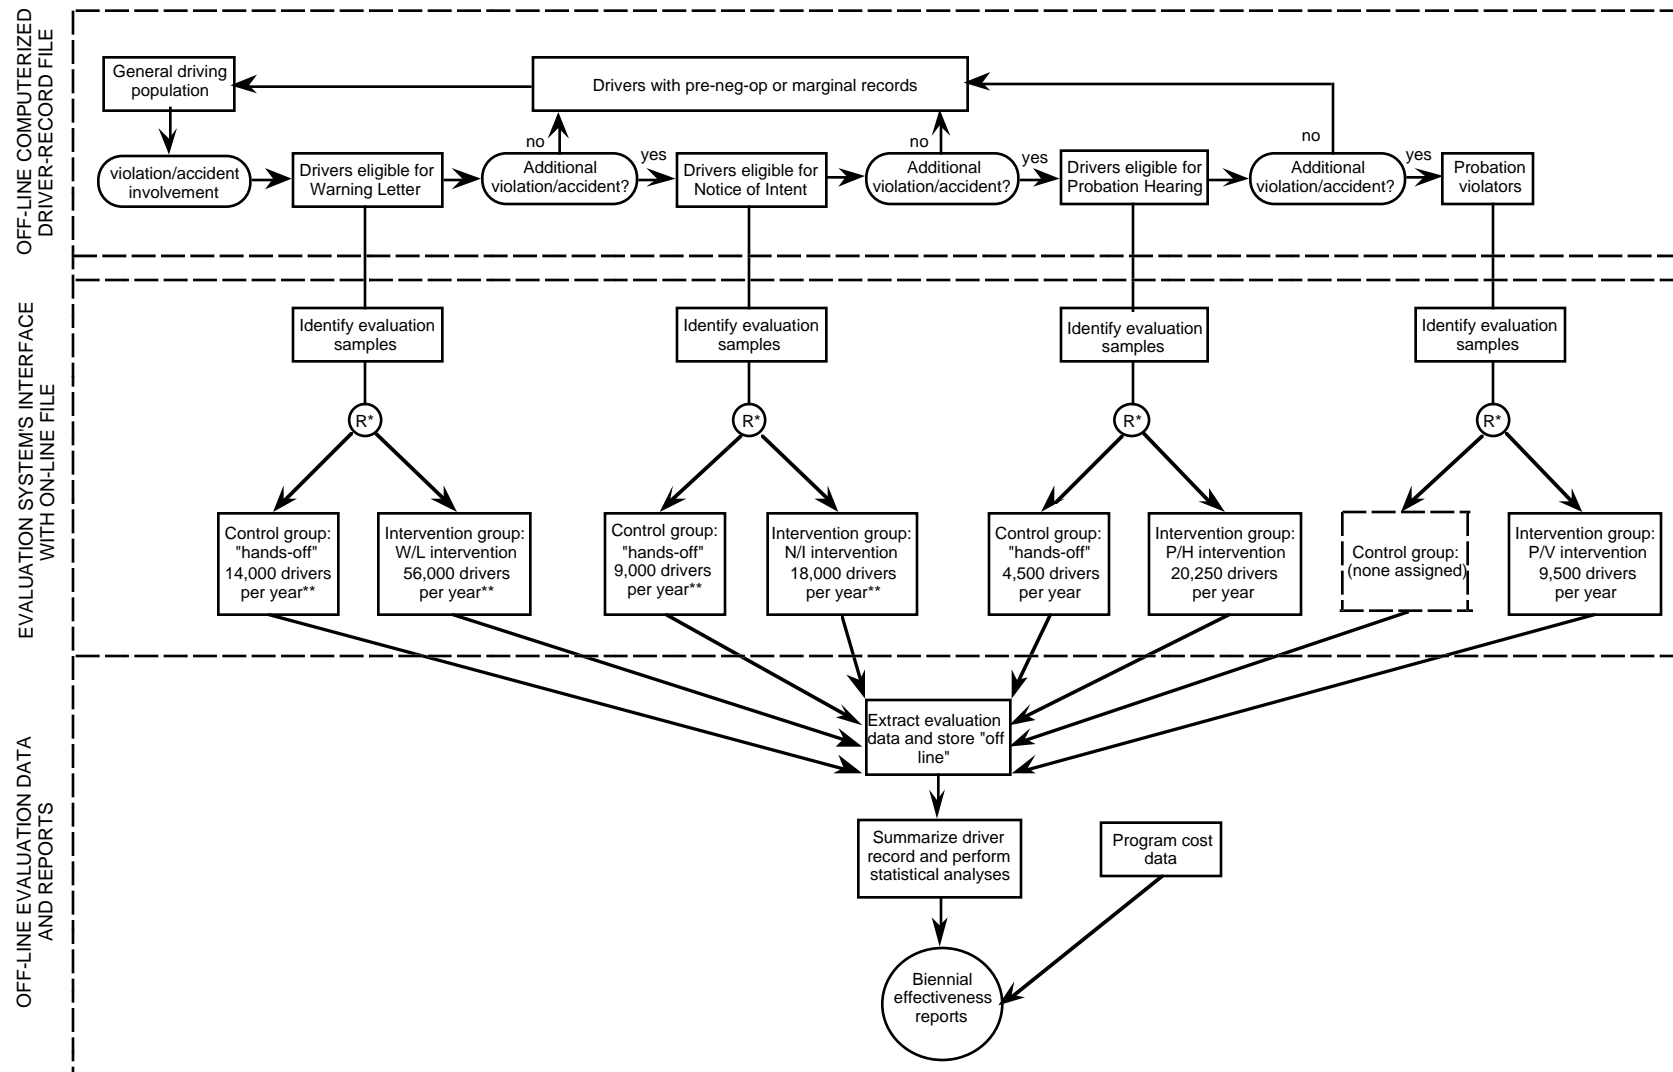 OFF-LINE COMPUTERIZED
DRIVER-RECORD FILE
General driving
population
Drivers with pre-neg-op or marginal records
violation/accident
involvement
Drivers eligible for
Warning Letter
no
Additional
violation/accident?
yes
Drivers eligible for
Notice of Intent
no
Additional
violation/accident?
yes
Drivers eligible for
Probation Hearing
no
Additional
violation/accident?
yes
Probation
violators
EVALUATION SYSTEM'S INTERFACE
WITH ON-LINE FILE
Identify evaluation
samples
Identify evaluation
samples
Identify evaluation
samples
Identify evaluation
samples
R*
R*
R*
R*
Control group:
"hands-off"
14,000 drivers
per year**
Intervention group:
W/L intervention
56,000 drivers
per year**
Control group:
"hands-off"
9,000 drivers
per year**
Intervention group:
N/I intervention
18,000 drivers
per year**
Control group:
"hands-off"
4,500 drivers
per year
Intervention group:
P/H intervention
20,250 drivers
per year
Control group:
(none assigned)
Intervention group:
P/V intervention
9,500 drivers
per year
OFF-LINE EVALUATION DATA
AND REPORTS
Extract evaluation
data and store "off
line"
Summarize driver
record and perform
statistical analyses
Program cost
data
Biennial
effectiveness
reports